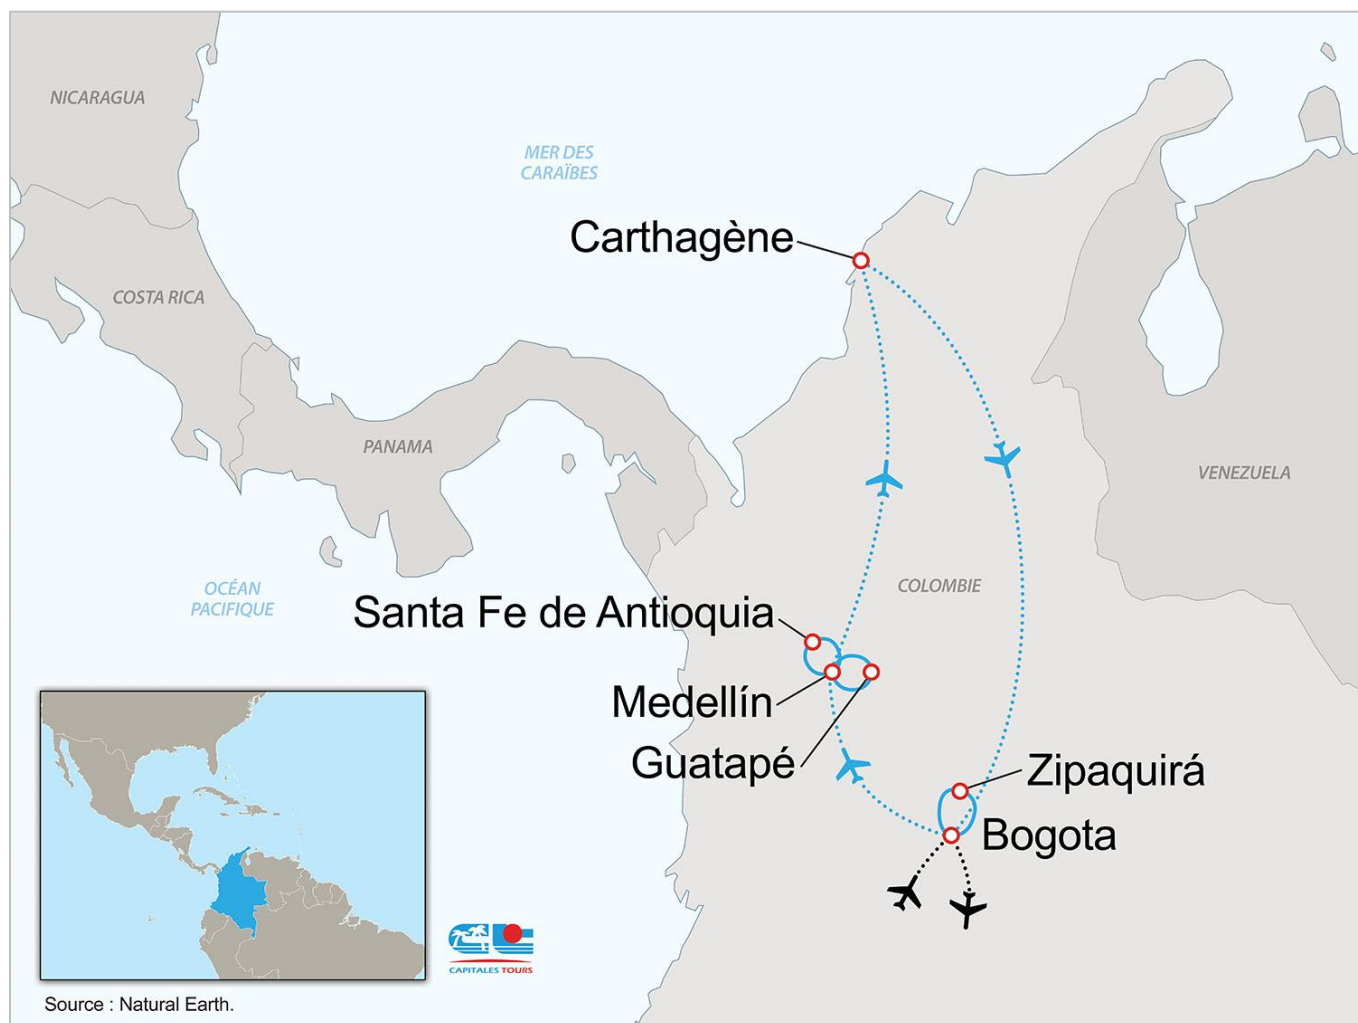 NICARAGUA
MER DES
CARAÏBES
Carthagène
COSTA RICA
PANAMA
VENEZUELA
OCÉAN
PACIFIQUE
COLOMBIE
Santa Fe de Antioquia
Medellín
Guatapé
Zipaquirá
Bogota
CAPITALES TOURS
Source : Natural Earth.